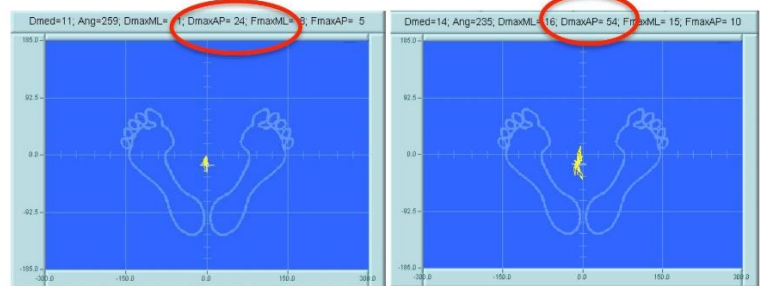 Dmed=11; Ang=259; DmaxML= 1; DmaxAP= 24; FmaxML= 8; FmaxAP= 5
185.0
92.5
0.0
-92.5
-185.0
-300.0 -150.0 0.0 150.0 300.0
Dmed=14; Ang=235; DmaxML= 16; DmaxAP= 54; FmaxML= 15; FmaxAP= 10
185.0
92.5
0.0
-92.5
-185.0
-300.0 -150.0 0.0 150.0 300.0